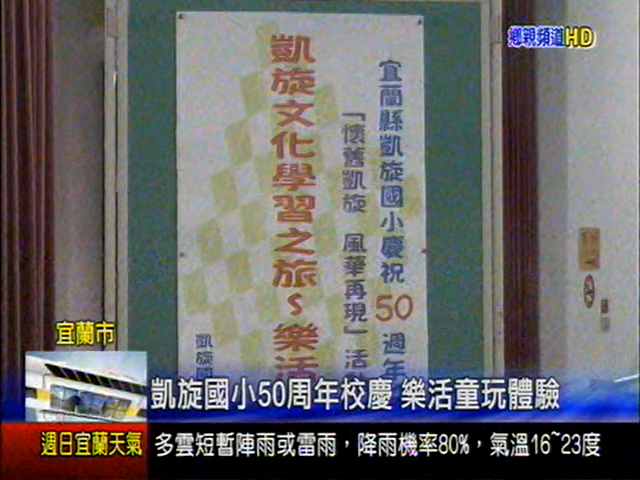 鄉親頻道HD
宜蘭縣凱旋國小慶祝50週年
「懷舊凱旋 風華再現」活
凱旋文化學習之旅~樂活
凱旋國
宜蘭市
凱旋國小50周年校慶 樂活童玩體驗
週日宜蘭天氣
多雲短暫陣雨或雷雨，降雨機率80%，氣溫16~23度